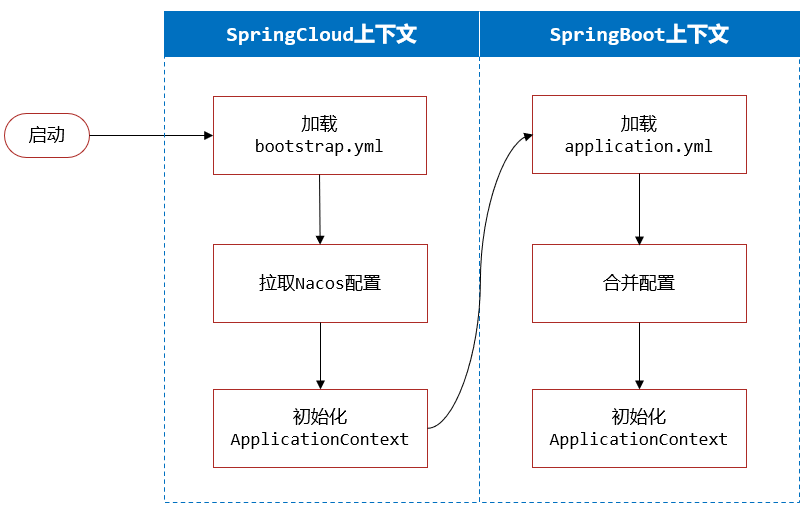 SpringCloud上下文
SpringBoot上下文
启动
加载
bootstrap.yml
拉取Nacos配置
初始化
ApplicationContext
加载
application.yml
合并配置
初始化
ApplicationContext